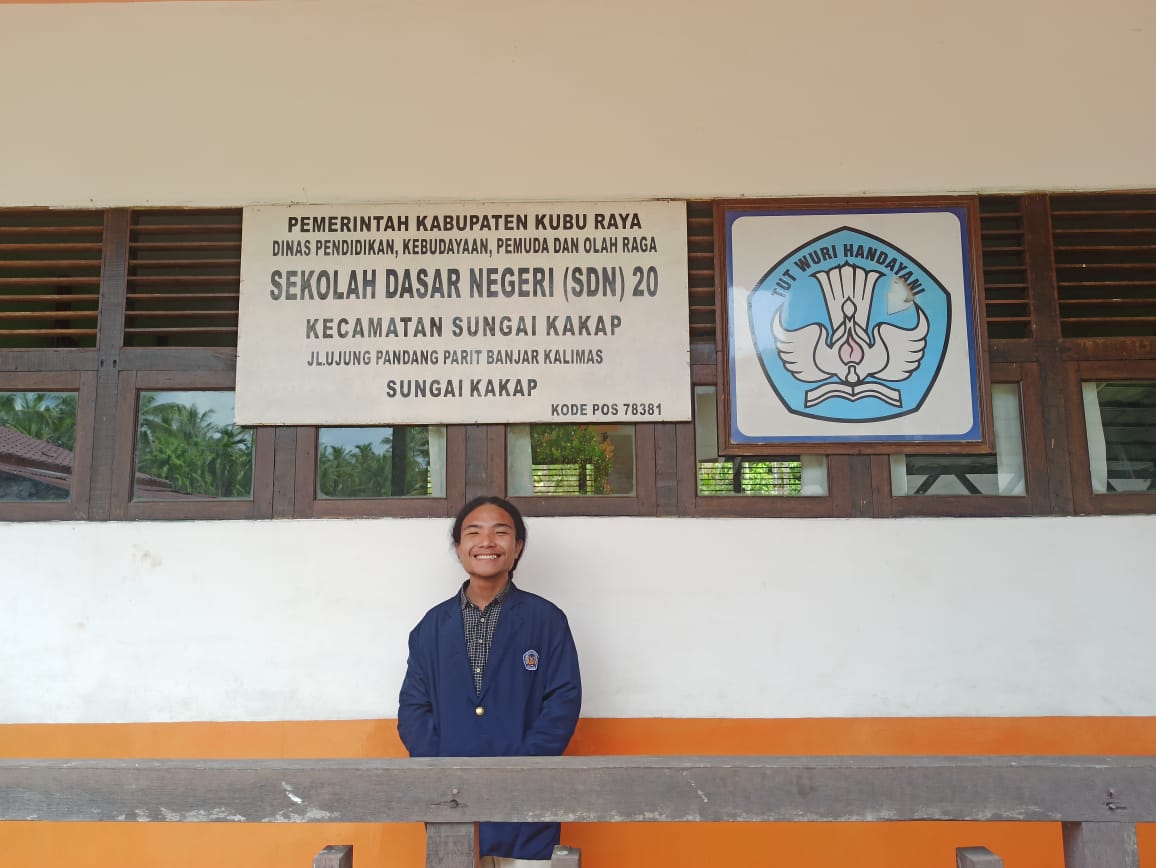 PEMERINTAH KABUPATEN KUBU RAYA
DINAS PENDIDIKAN, KEBUDAYAAN, PEMUDA DAN OLAH RAGA
SEKOLAH DASAR NEGERI (SDN) 20
KECAMATAN SUNGAI KAKAP
JL.UJUNG PANDANG PARIT BANJAR KALIMAS
SUNGAI KAKAP
KODE POS 78381
TUT WURI HANDAYANI